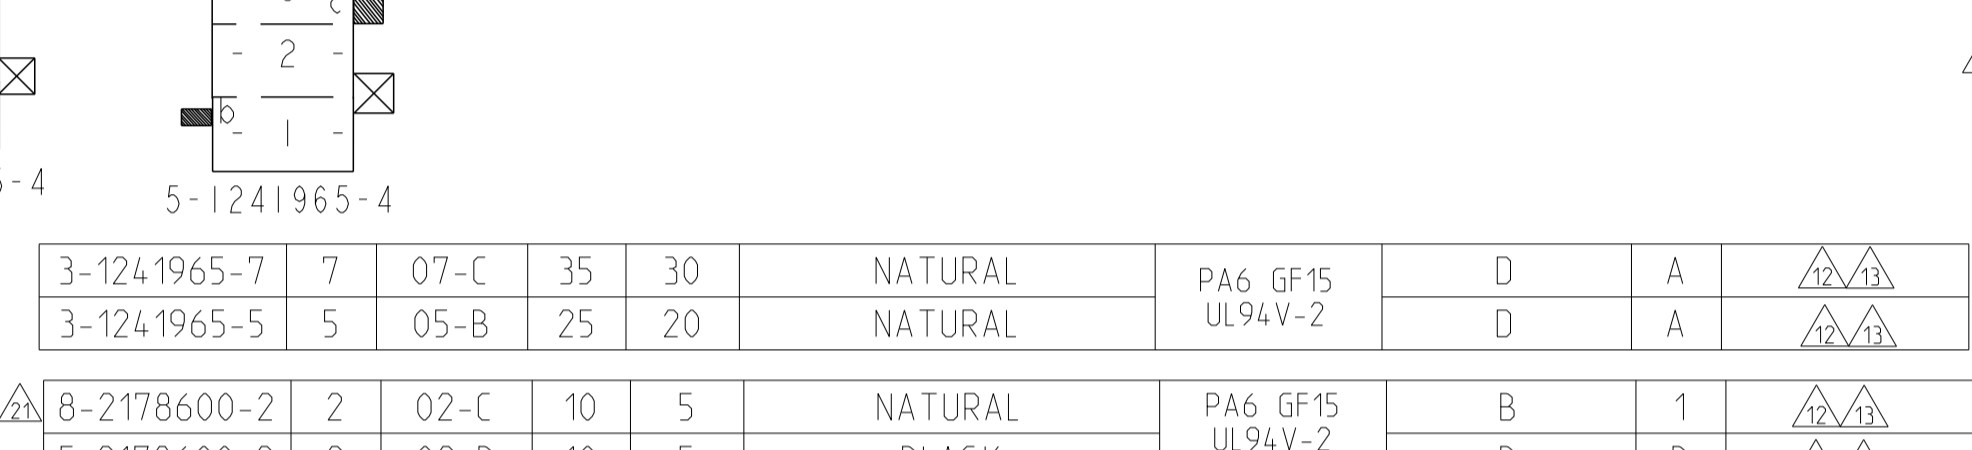 2
b
1
-4
5-1241965-4
3-1241965-7 7 07-C 35 30 NATURAL PA6 GF15 UL94V-2 D A 12 13
3-1241965-5 5 05-B 25 20 NATURAL D A 12 13
21 8-2178600-2 2 02-C 10 5 NATURAL PA6 GF15 UL94V-2 B 1 12 13